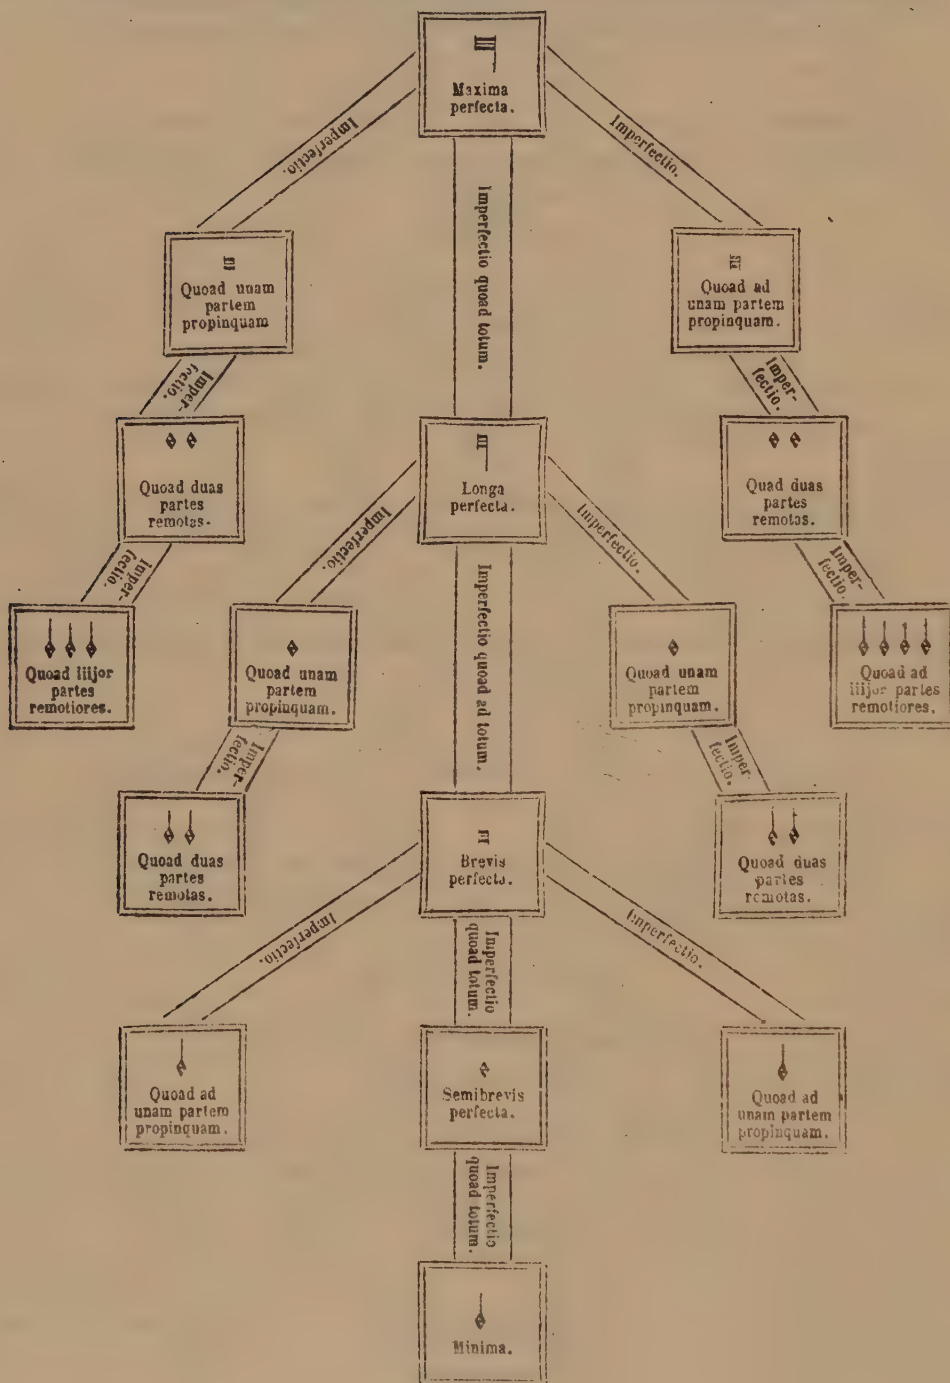 Maxima
perfecta.
Imperfectio.
Imperfectio quoad totum.
Imperfectio.
Quoad unam
partem
propinquam
Quoad ad
unam partem
propinquam.
Imper-
fectio.
Imper-
fectio.
Quoad duas
partes
remotas.
Longa
perfecta.
Quad duas
partes
remotas.
Imper-
fectio.
Imperfectio.
Imperfectio quoad ad totum.
Imperfectio.
Imper-
fectio.
Quoad iiijor
partes
remotiores.
Quoad unam
partem
propinquam.
Quoad unam
partem
propinquam.
Quoad ad
iiijor partes
remotiores.
Imper-
fectio.
Imper-
fectio.
Quoad duas
partes
remotas.
Brevis
perfecta.
Quoad duas
partes
remotas.
Imperfectio.
Imperfectio
quoad totum.
Imperfectio.
Quoad ad
unam partem
propinquam.
Semibrevis
perfecta.
Quoad ad
unam partem
propinquam.
Imperfectio
quoad totum.
Minima.